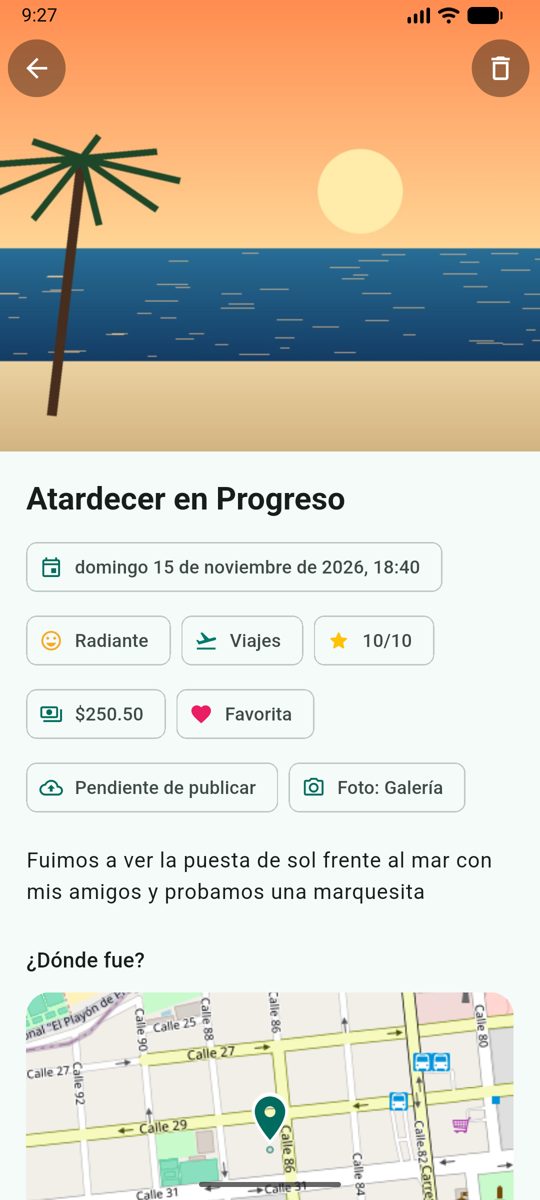 9:27
Atardecer en Progreso
domingo 15 de noviembre de 2026, 18:40
Radiante
Viajes
10/10
$250.50
Favorita
Pendiente de publicar
Foto: Galería
Fuimos a ver la puesta de sol frente al mar con
mis amigos y probamos una marquesita
¿Dónde fue?
"El Playón de
Calle 25
Calle 90
Calle 88
Calle 86
Calle 80
Calle 27
Calle 27
Calle 92
Calle 29
Calle 86
Calle 82
Calle 84
Calle 31
Calle 31